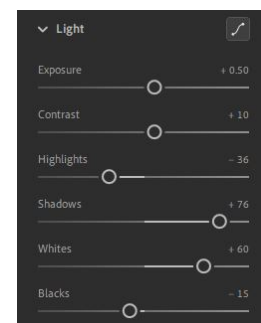 Light
Exposure + 0.50
Contrast + 10
Highlights − 36
Shadows + 76
Whites + 60
Blacks − 15